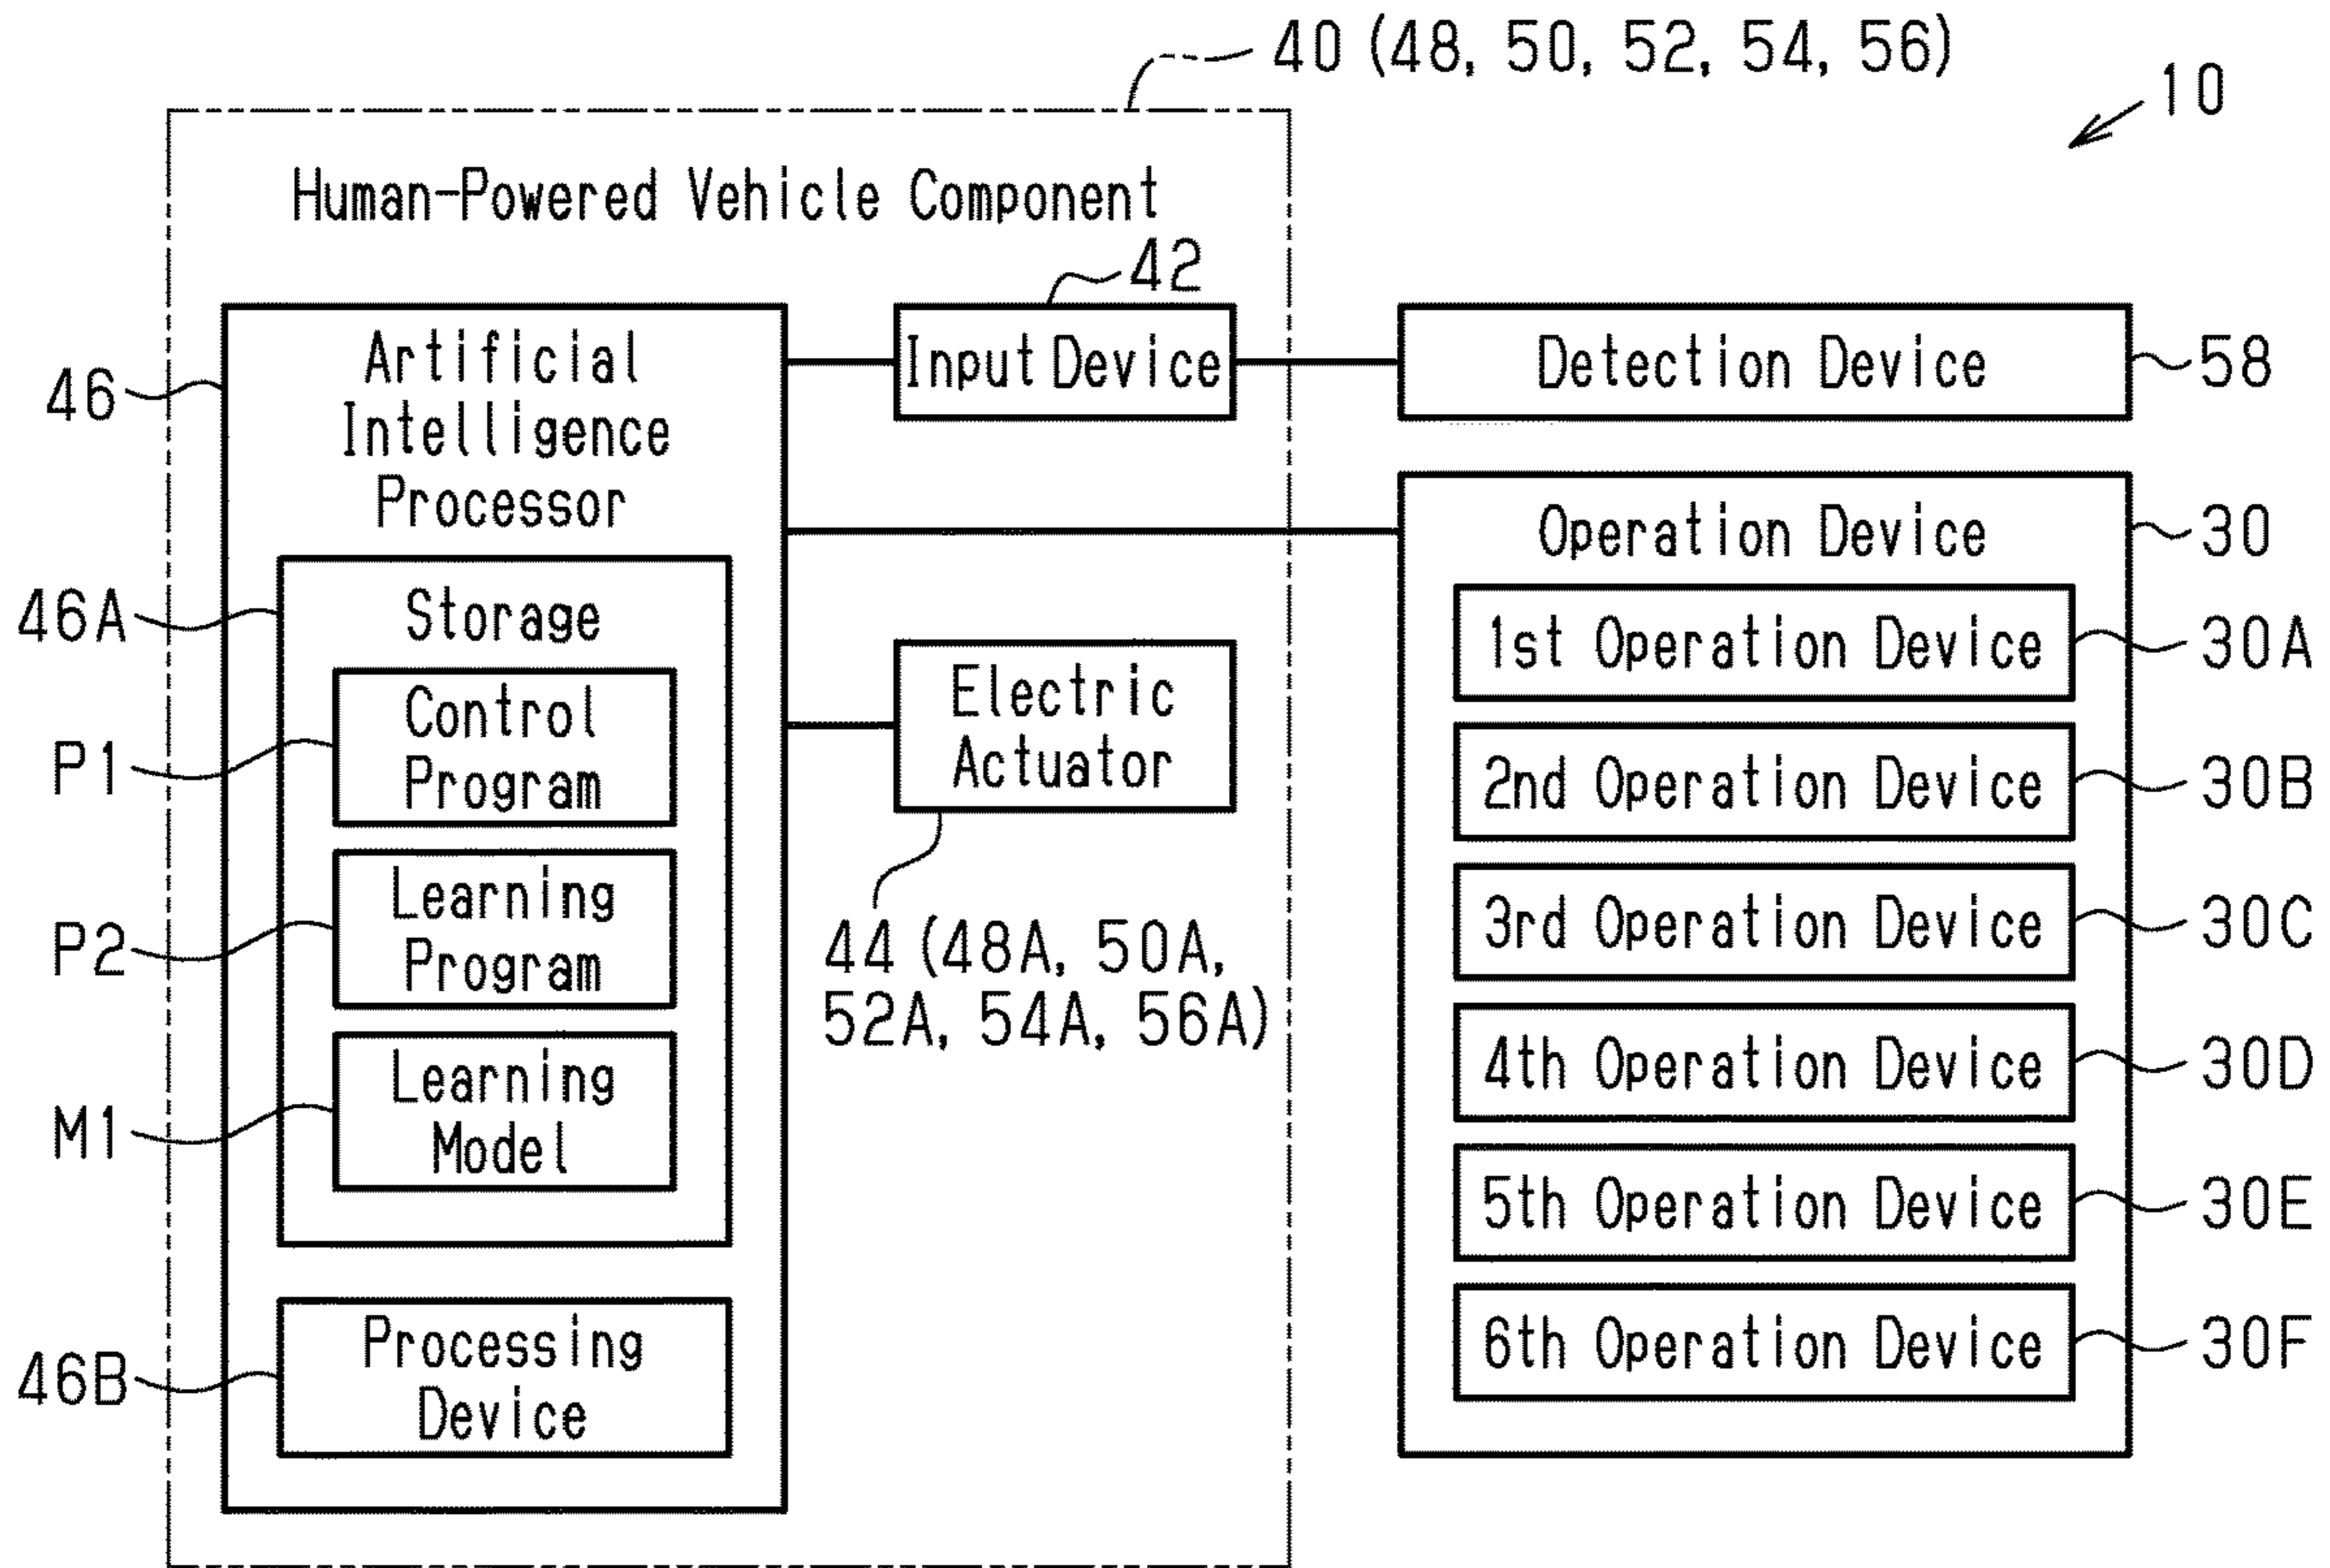 40 (48, 50, 52, 54, 56)
10
Human-Powered Vehicle Component
42
46
Artificial
Intelligence
Processor
Input Device
Detection Device
58
Operation Device
30
46A
Storage
1st Operation Device
30A
Control
Program
P1
Electric
Actuator
2nd Operation Device
30B
Learning
Program
P2
44 (48A, 50A,
52A, 54A, 56A)
3rd Operation Device
30C
Learning
Model
M1
4th Operation Device
30D
5th Operation Device
30E
Processing
Device
46B
6th Operation Device
30F